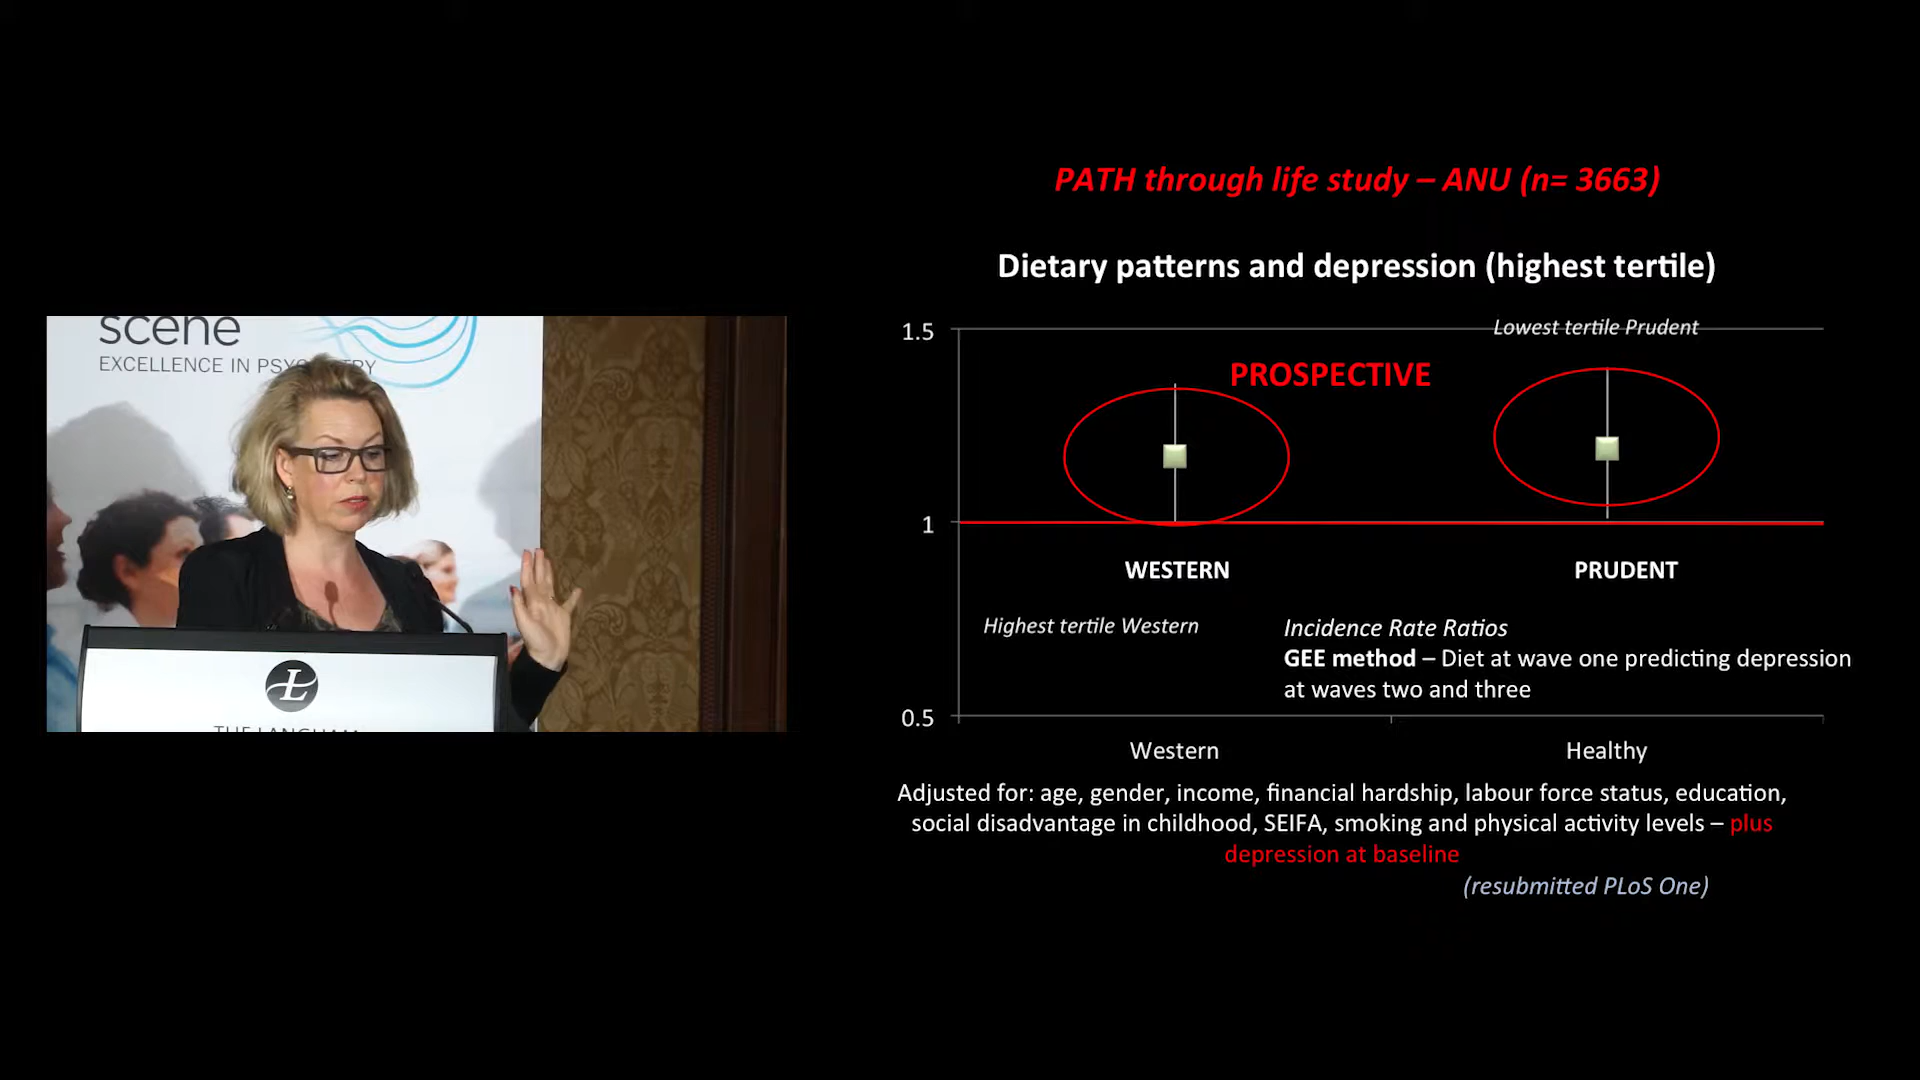 scene
EXCELLENCE IN
PATH through life study – ANU (n= 3663)
Dietary patterns and depression (highest tertile)
Lowest tertile Prudent
1.5
PROSPECTIVE
1
WESTERN
PRUDENT
Highest tertile Western
Incidence Rate Ratios
GEE method – Diet at wave one predicting depression
at waves two and three
0.5
Western
Healthy
Adjusted for: age, gender, income, financial hardship, labour force status, education,
social disadvantage in childhood, SEIFA, smoking and physical activity levels – plus
depression at baseline
(resubmitted PLoS One)